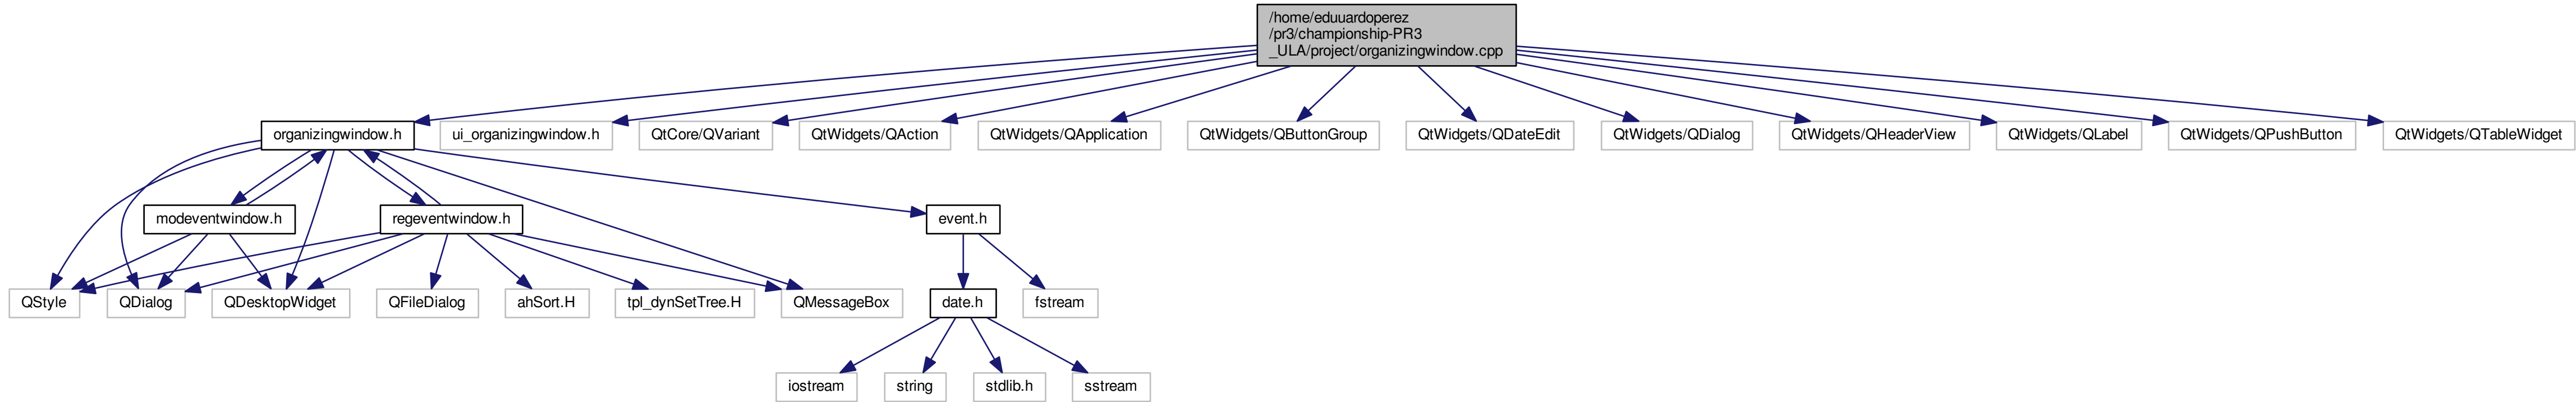 /home/eduuardoperez
/pr3/championship-PR3
_ULA/project/organizingwindow.cpp
organizingwindow.h
ui_organizingwindow.h
QtCore/QVariant
QtWidgets/QAction
QtWidgets/QApplication
QtWidgets/QButtonGroup
QtWidgets/QDateEdit
QtWidgets/QDialog
QtWidgets/QHeaderView
QtWidgets/QLabel
QtWidgets/QPushButton
QtWidgets/QTableWidget
modeventwindow.h
regeventwindow.h
event.h
QStyle
QDialog
QDesktopWidget
QFileDialog
ahSort.H
tpl_dynSetTree.H
QMessageBox
date.h
fstream
iostream
string
stdlib.h
sstream